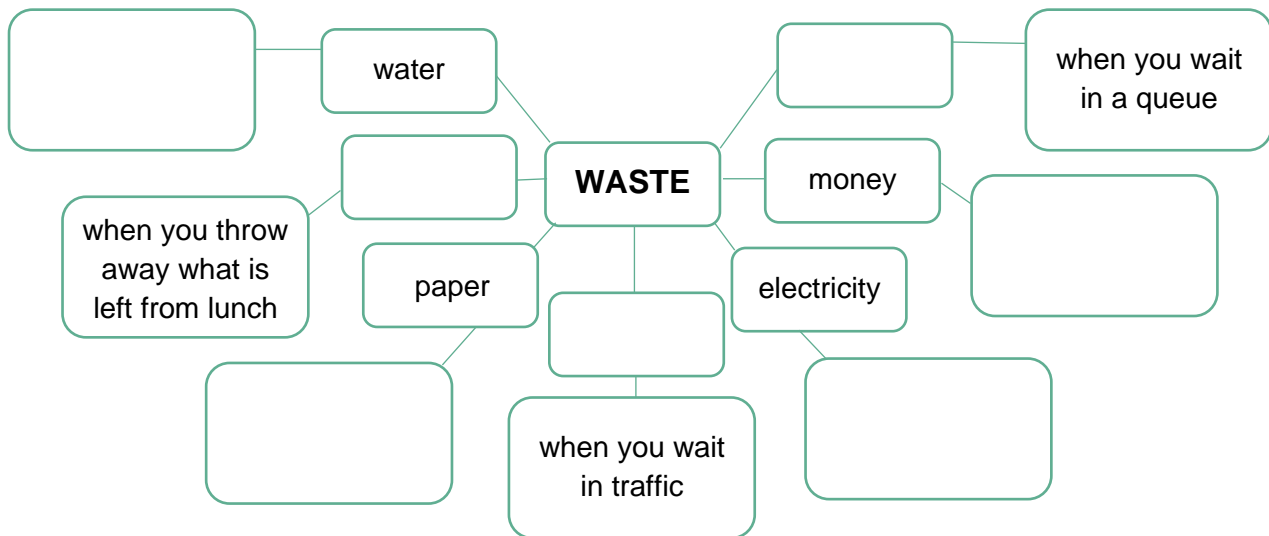 water
when you wait
in a queue
WASTE
money
when you throw
away what is
left from lunch
paper
electricity
when you wait
in traffic